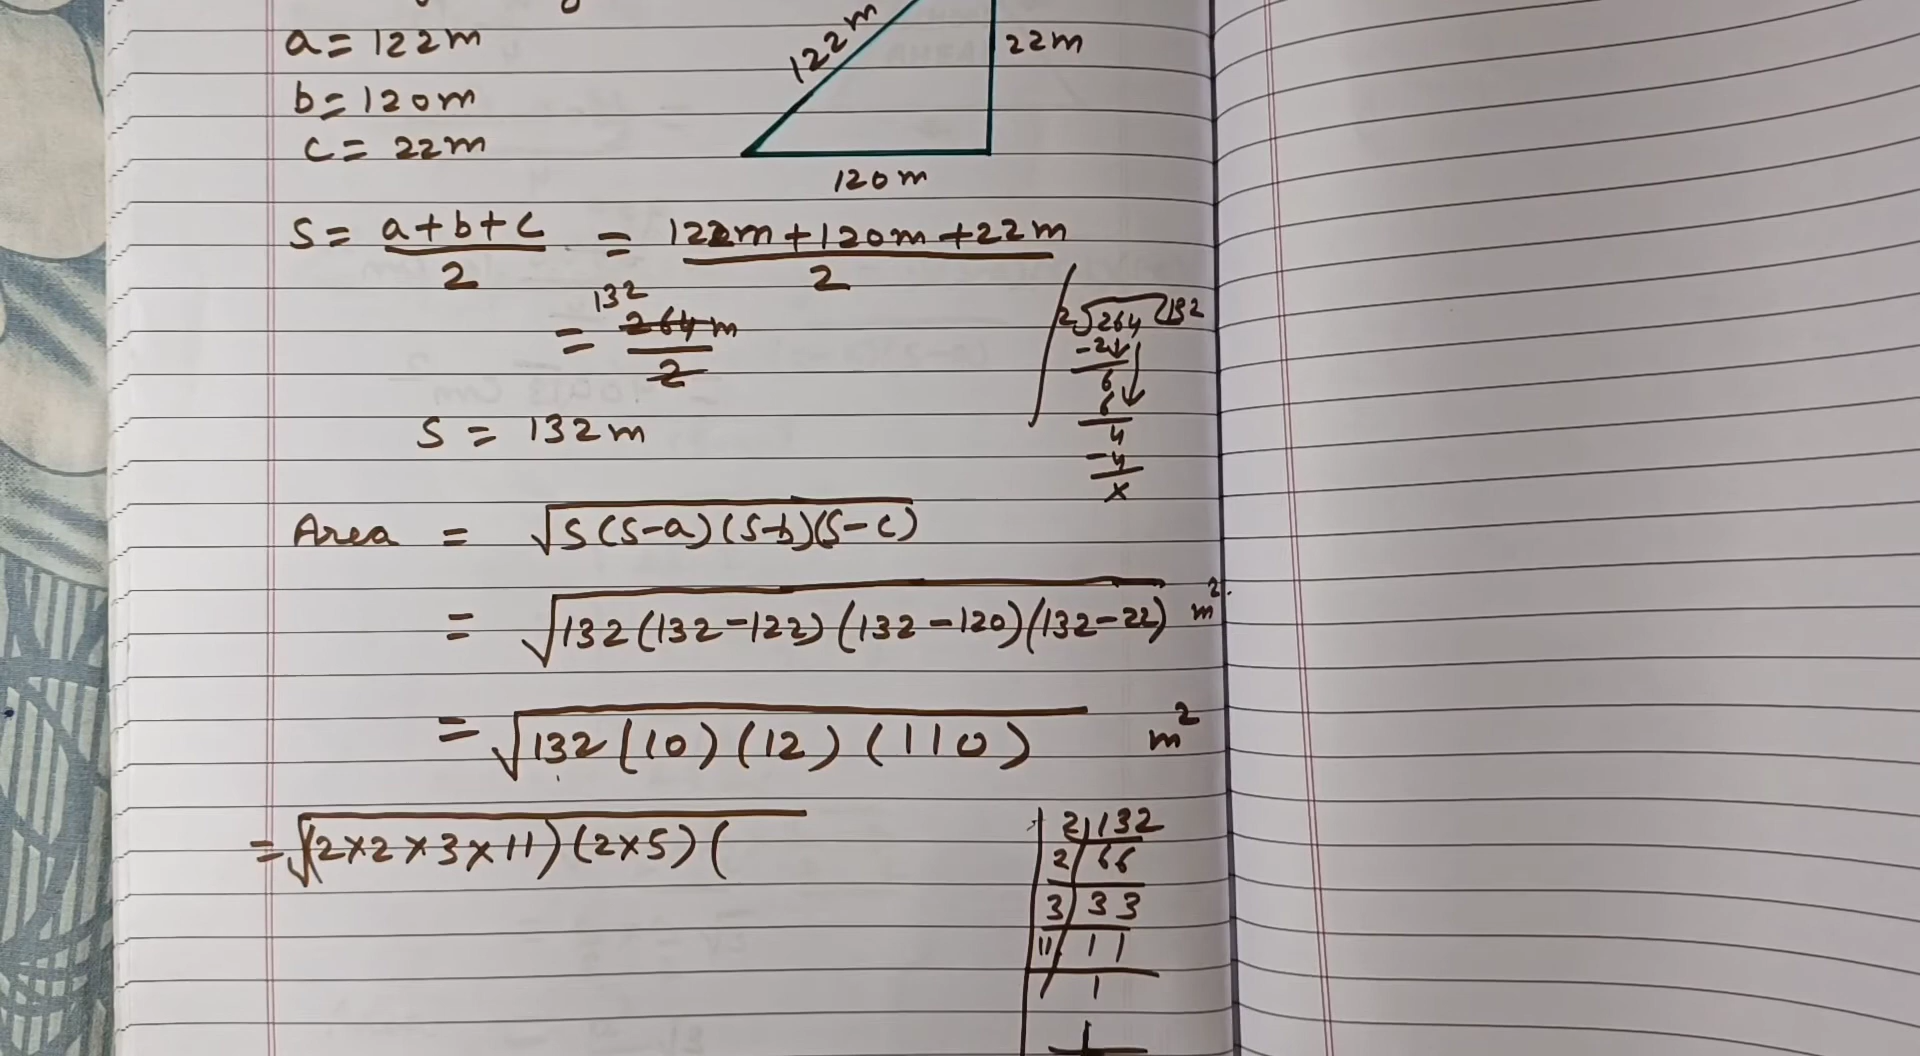 a = 122m
b = 120m
c = 22m
122m
22m
120m
S = a+b+c / 2 = 122m+120m+22m / 2
132
= 264m / 2
2√264 132
-2
6
6
4
-4
x
S = 132m
Area = √S(S-a)(S-b)(S-c)
= √132(132-122)(132-120)(132-22) m²
= √132(10)(12)(110) m²
= √(2×2×3×11)(2×5)(
2 132
2 66
3 33
11 11
1